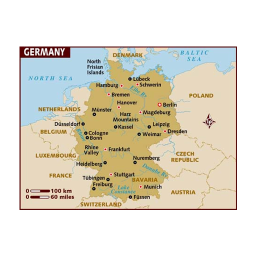 GERMANY
DENMARK
BALTIC
SEA
North
Frisian
Islands
NORTH SEA
Lübeck
Schwerin
Hamburg
Bremen
POLAND
Berlin
Hanover
Magdeburg
NETHERLANDS
Münster
Harz
Mountains
Leipzig
Düsseldorf
Kassel
Dresden
BELGIUM
Cologne
Bonn
Weimar
Rhine
Valley
Frankfurt
LUXEMBOURG
CZECH
REPUBLIC
Heidelberg
Nuremberg
FRANCE
Stuttgart
Tübingen
BAVARIA
Freiburg
Munich
AUSTRIA
Lake
Constance
Füssen
SWITZERLAND
0 100 km
0 60 miles